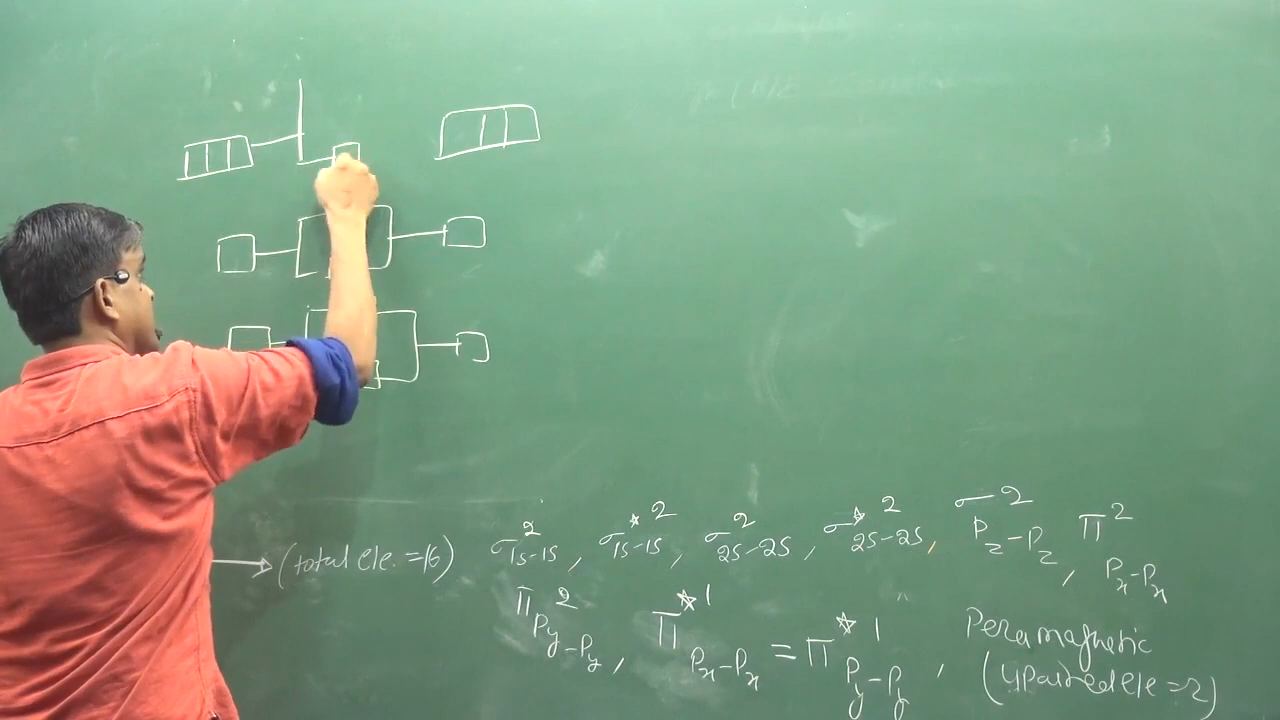 (total ele. =16) σ²1s-1s, σ*²1s-1s, σ²2s-2s, σ*²2s-2s, σ²Pz-Pz, π²Px-Px
π²Py-Py, π*¹Px-Px = π*¹Py-Py, Peramagnetic
(upaired ele = 2)